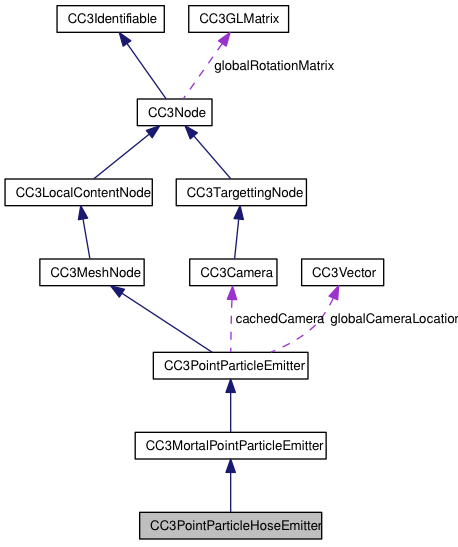 CC3Identifiable
CC3GLMatrix
globalRotationMatrix
CC3Node
CC3LocalContentNode
CC3TargettingNode
CC3MeshNode
CC3Camera
CC3Vector
cachedCamera
globalCameraLocation
CC3PointParticleEmitter
CC3MortalPointParticleEmitter
CC3PointParticleHoseEmitter